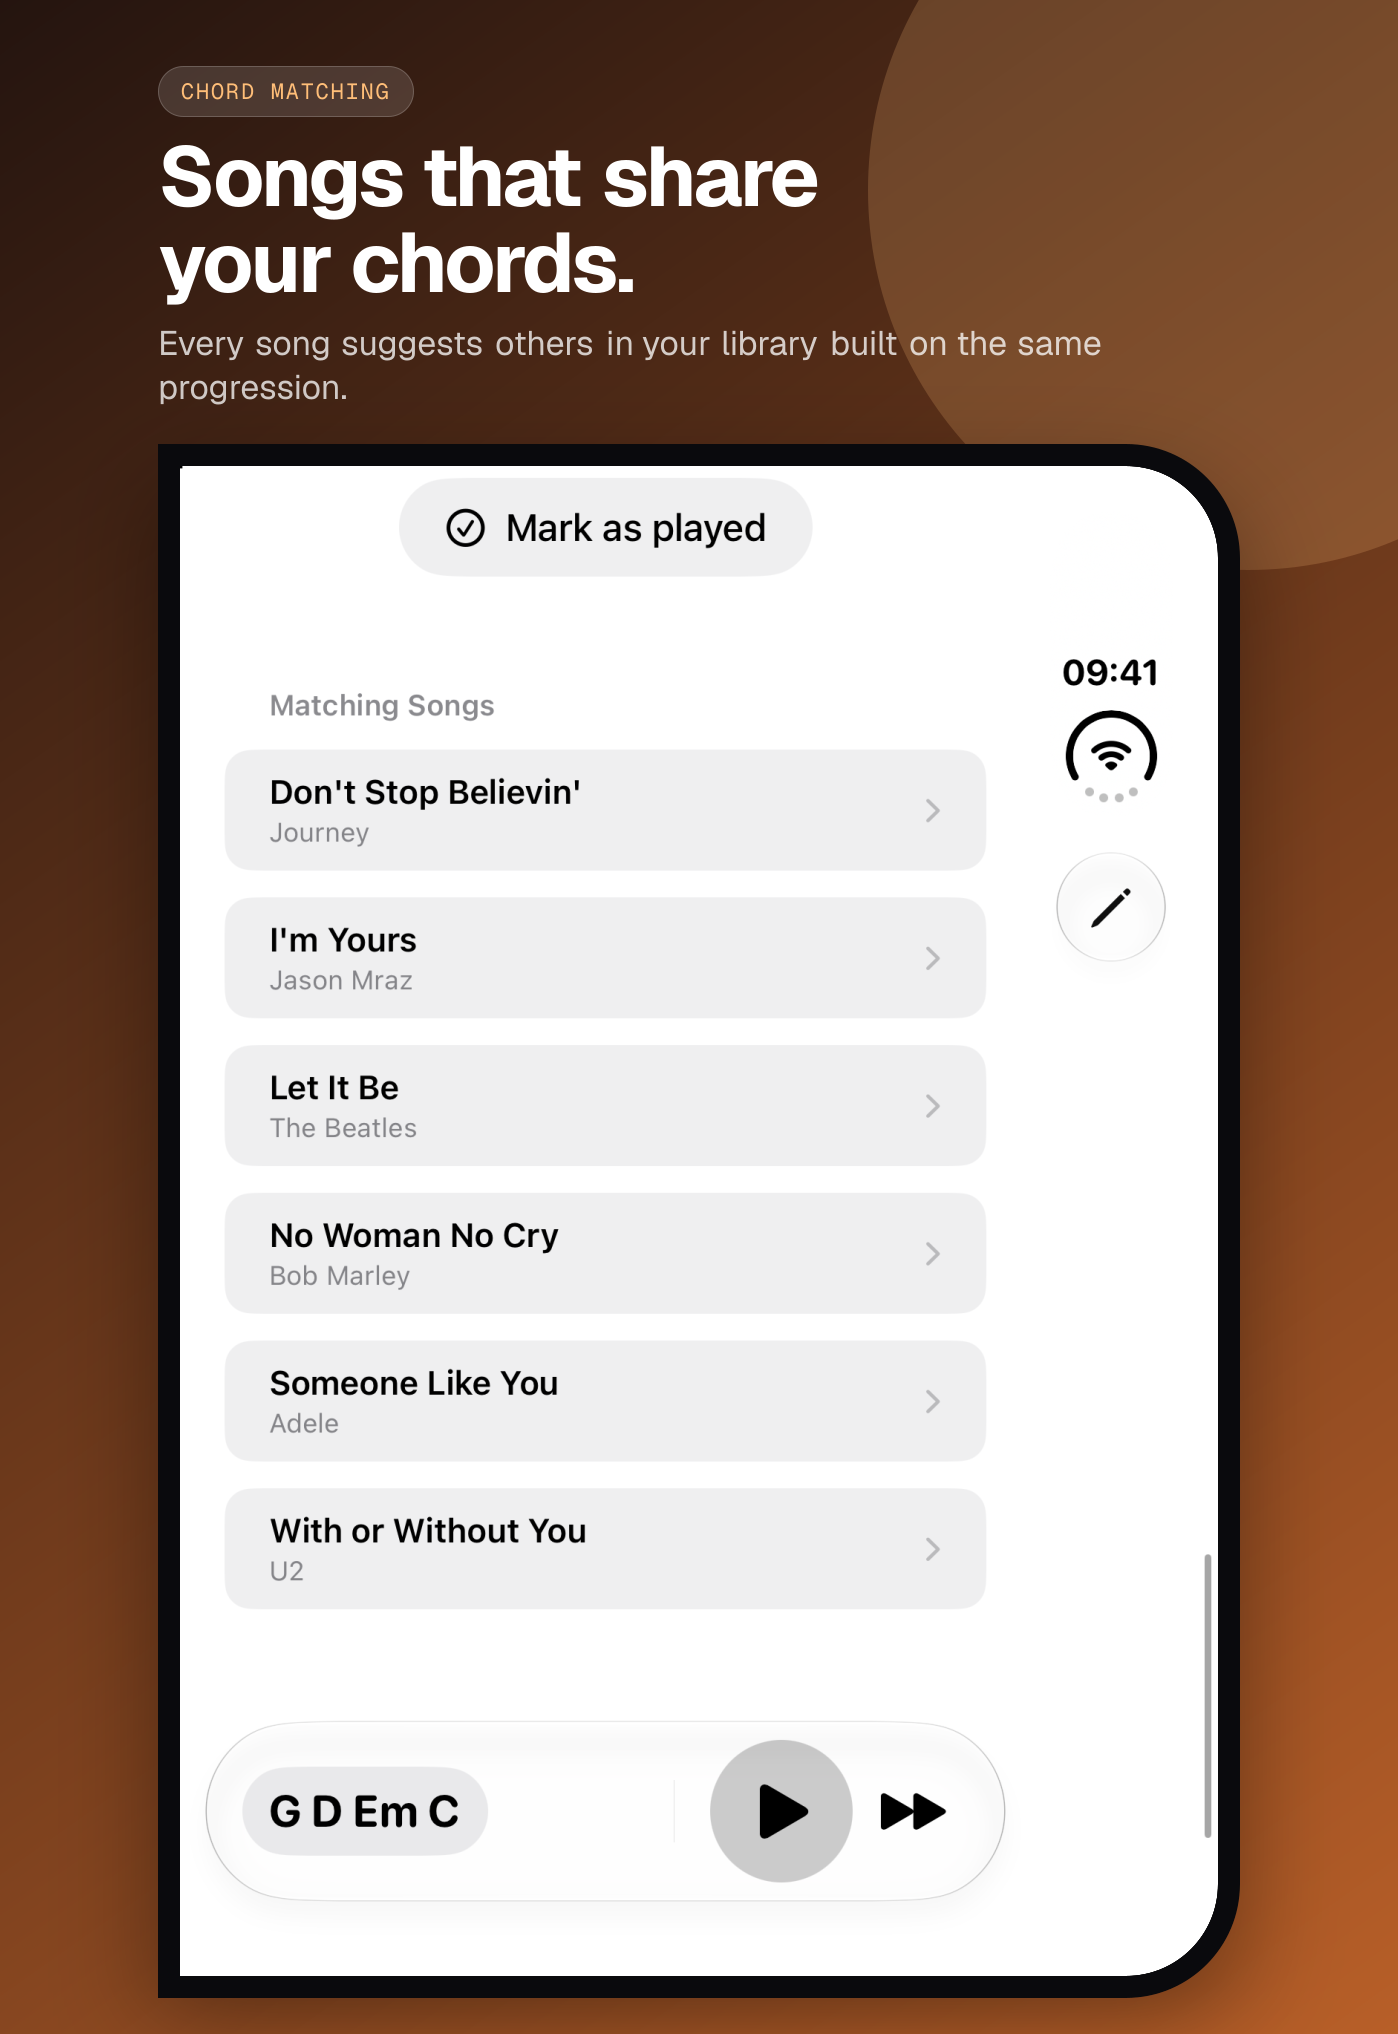 CHORD MATCHING
Songs that share
your chords.
Every song suggests others in your library built on the same
progression.
Mark as played
09:41
Matching Songs
Don't Stop Believin'
Journey
I'm Yours
Jason Mraz
Let It Be
The Beatles
No Woman No Cry
Bob Marley
Someone Like You
Adele
With or Without You
U2
G D Em C